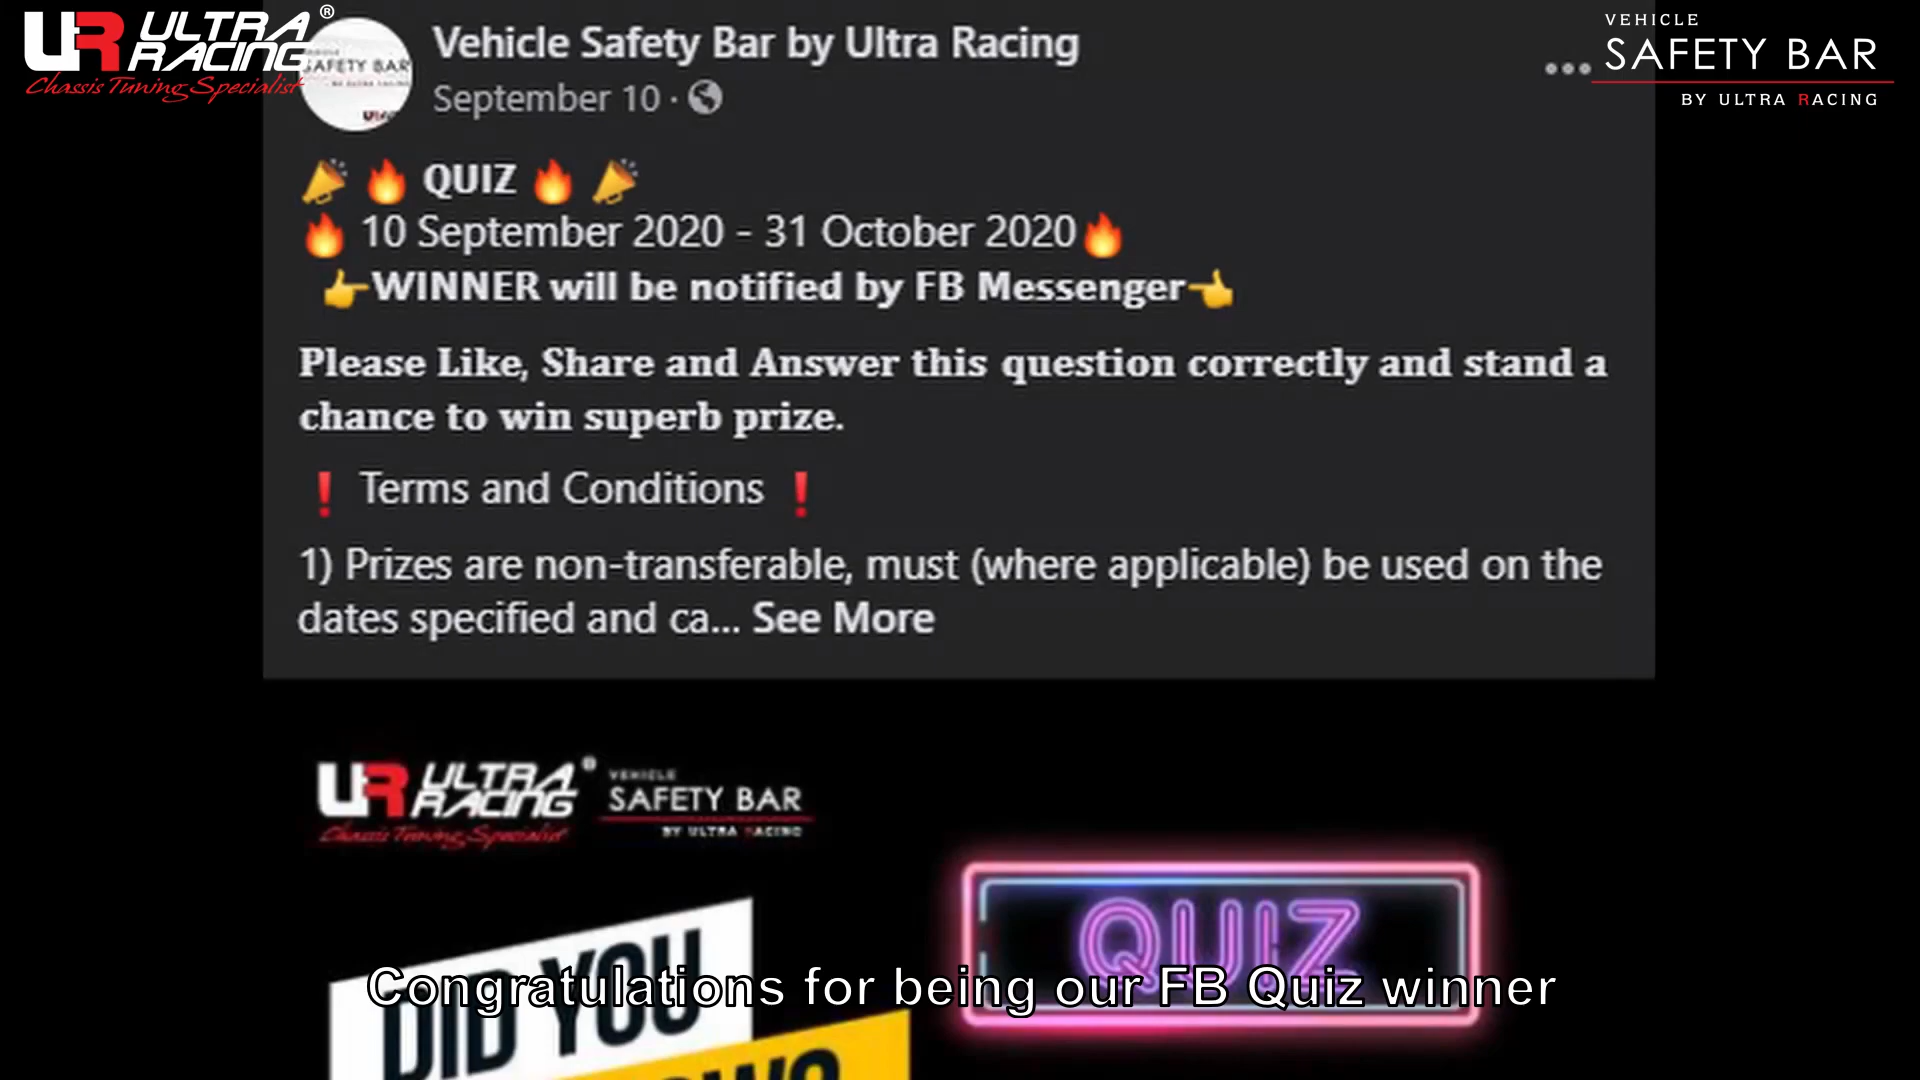 UR ULTRA RACING®
Chassis Tuning Specialist
VEHICLE
SAFETY BAR
BY ULTRA RACING
SAFETY BAR
Vehicle Safety Bar by Ultra Racing
September 10 ·
📣 🔥 QUIZ 🔥 📣
🔥 10 September 2020 - 31 October 2020🔥
👉WINNER will be notified by FB Messenger👈
Please Like, Share and Answer this question correctly and stand a
chance to win superb prize.
❗ Terms and Conditions ❗
1) Prizes are non-transferable, must (where applicable) be used on the
dates specified and ca... See More
UR ULTRA RACING®
Chassis Tuning Specialist
VEHICLE
SAFETY BAR
BY ULTRA RACING
QUIZ
DID YOU
Congratulations for being our FB Quiz winner